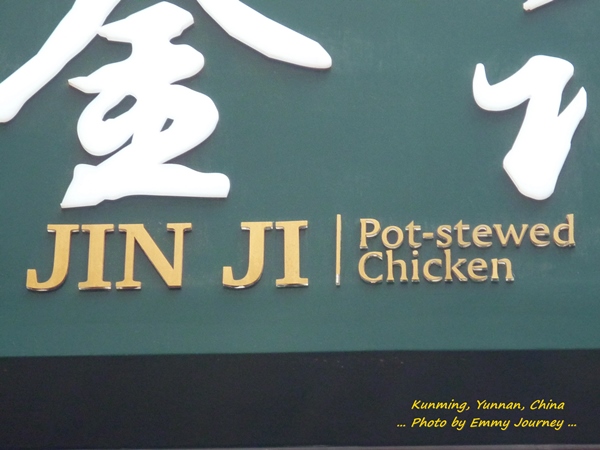 金
JIN JI
Pot-stewed
Chicken
Kunming, Yunnan, China
... Photo by Emmy Journey ...